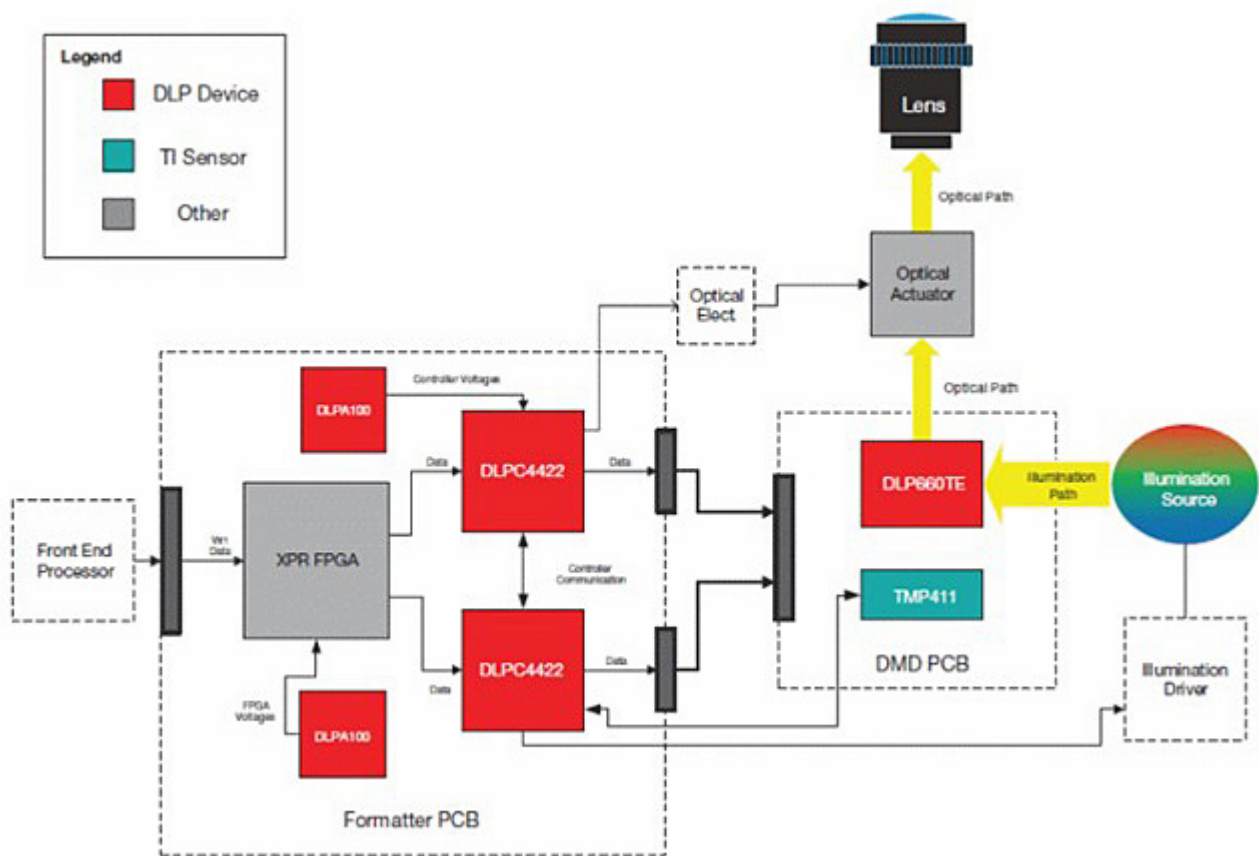 Legend
DLP Device
TI Sensor
Other
Lens
Optical Path
Optical
Actuator
Optical
Elect
Optical Path
Controller Voltages
DLPA100
DLPC4422
Data
Data
DLP660TE
Illumination
Path
Illumination
Source
Front End
Processor
Data
XPR FPGA
Controller
Communication
TMP411
DLPC4422
Data
Data
DMD PCB
Illumination
Driver
FPGA
Voltages
DLPA100
Formatter PCB